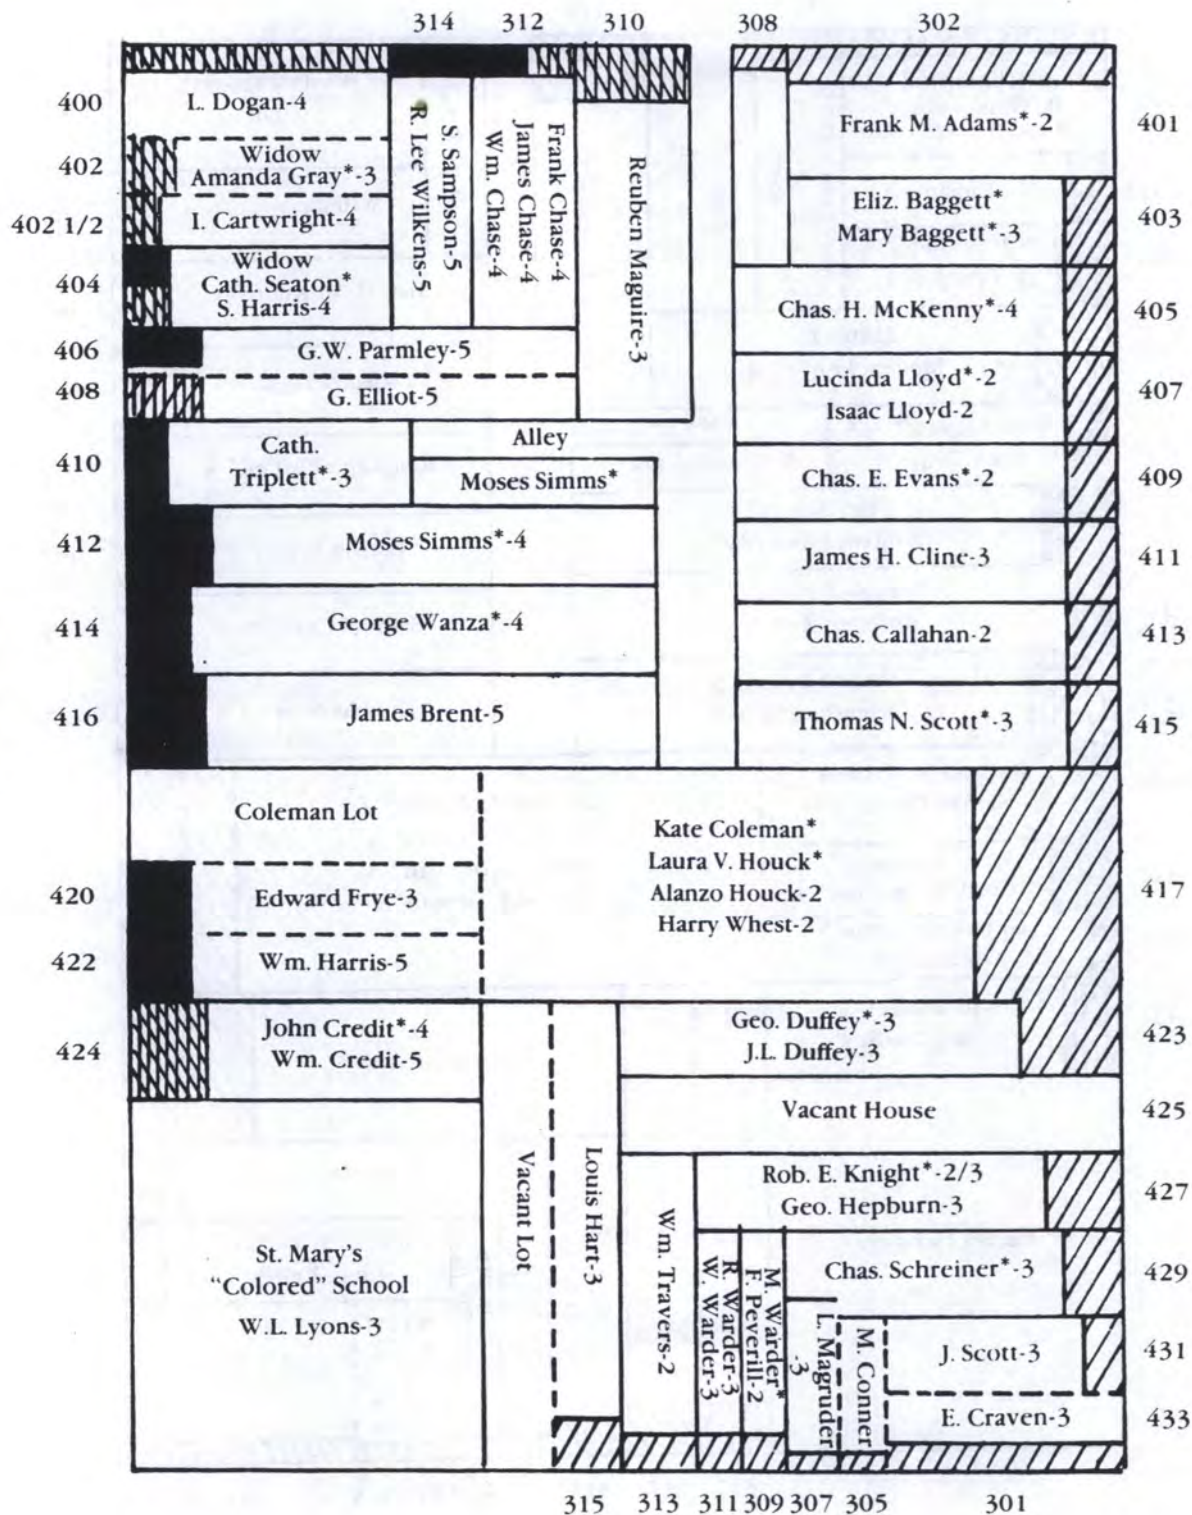 314 312 310 308 302
400
L. Dogan-4
402
Widow
Amanda Gray*-3
402 1/2
I. Cartwright-4
404
Widow
Cath. Seaton*
S. Harris-4
406
G.W. Parmley-5
408
G. Elliot-5
S. Sampson-5
R. Lee Wilkens-5
Frank Chase-4
James Chase-4
Wm. Chase-4
Reuben Maguire-3
410
Cath.
Triplett*-3
Alley
Moses Simms*
412
Moses Simms*-4
414
George Wanza*-4
416
James Brent-5
Frank M. Adams*-2
401
Eliz. Baggett*
Mary Baggett*-3
403
Chas. H. McKenny*-4
405
Lucinda Lloyd*-2
Isaac Lloyd-2
407
Chas. E. Evans*-2
409
James H. Cline-3
411
Chas. Callahan-2
413
Thomas N. Scott*-3
415
Coleman Lot
420
Edward Frye-3
422
Wm. Harris-5
Kate Coleman*
Laura V. Houck*
Alanzo Houck-2
Harry Whest-2
417
424
John Credit*-4
Wm. Credit-5
St. Mary's
"Colored" School
W.L. Lyons-3
Vacant Lot
Louis Hart-3
Geo. Duffey*-3
J.L. Duffey-3
423
Vacant House
425
Wm. Travers-2
Rob. E. Knight*-2/3
Geo. Hepburn-3
427
R. Warder-3
W. Warder-3
M. Warder*
F. Peverill-2
Chas. Schreiner*-3
429
L. Magruder
-3
M. Conner
J. Scott-3
431
E. Craven-3
433
315 313 311 309 307 305 301